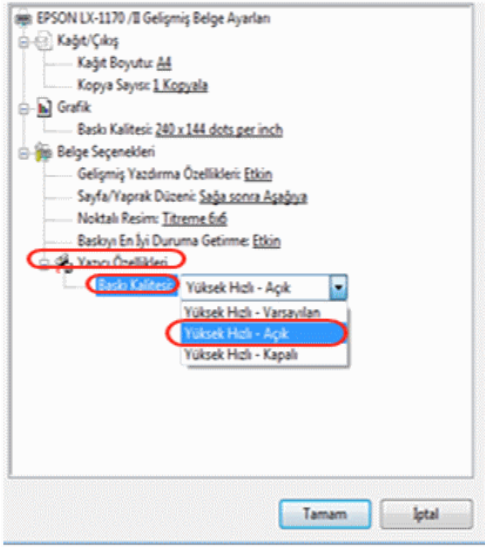 EPSON LX-1170 /II Gelişmiş Belge Ayarları
Kağıt/Çıkış
Kağıt Boyutu: A4
Kopya Sayısı: 1 Kopyala
Grafik
Baskı Kalitesi: 240 x 144 dots per inch
Belge Seçenekleri
Gelişmiş Yazdırma Özellikleri: Etkin
Sayfa/Yaprak Düzeni: Sağa sonra Aşağıya
Noktalı Resim: Titreme 6x6
Baskıyı En İyi Duruma Getirme: Etkin
Yazıcı Özellikleri
Baskı Kalitesi: Yüksek Hızlı - Açık
Yüksek Hızlı - Varsayılan
Yüksek Hızlı - Açık
Yüksek Hızlı - Kapalı
Tamam İptal